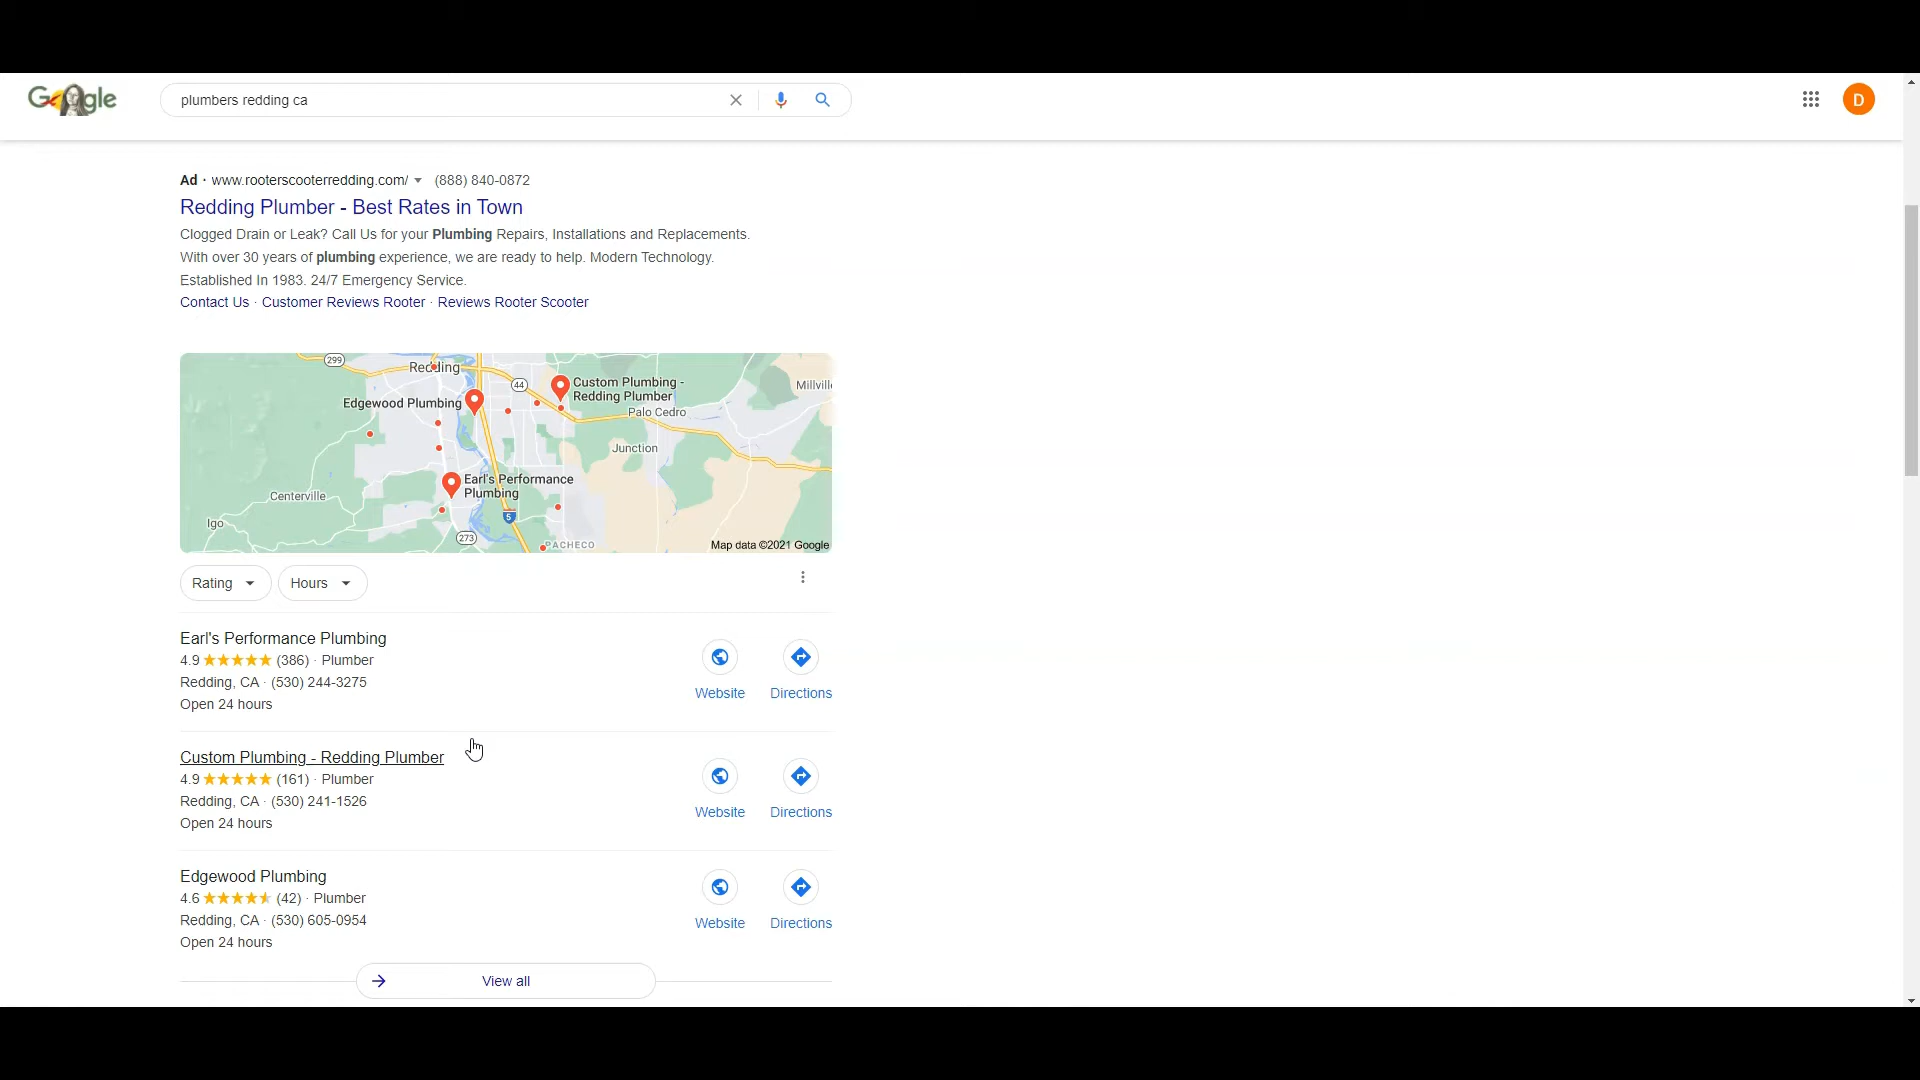 Google
plumbers redding ca
D
Ad · www.rooterscooterredding.com/ (888) 840-0872
Redding Plumber - Best Rates in Town
Clogged Drain or Leak? Call Us for your Plumbing Repairs, Installations and Replacements.
With over 30 years of plumbing experience, we are ready to help. Modern Technology.
Established In 1983. 24/7 Emergency Service.
Contact Us · Customer Reviews Rooter · Reviews Rooter Scooter
299
Redding
44
Custom Plumbing -
Redding Plumber
Millvill
Edgewood Plumbing
Palo Cedro
Junction
Earl's Performance
Plumbing
Centerville
Igo
5
273
PACHECO
Map data ©2021 Google
Rating
Hours
Earl's Performance Plumbing
4.9 (386) · Plumber
Redding, CA · (530) 244-3275
Open 24 hours
Website
Directions
Custom Plumbing - Redding Plumber
4.9 (161) · Plumber
Redding, CA · (530) 241-1526
Open 24 hours
Website
Directions
Edgewood Plumbing
4.6 (42) · Plumber
Redding, CA · (530) 605-0954
Open 24 hours
Website
Directions
View all